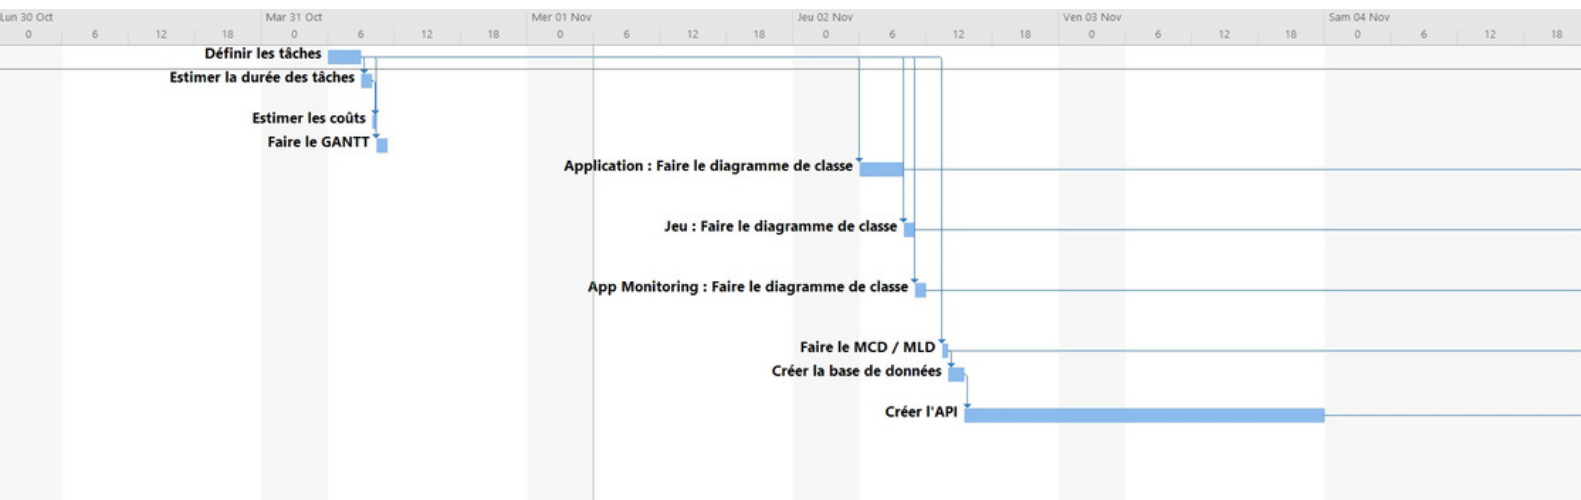 Lun 30 Oct Mar 31 Oct Mer 01 Nov Jeu 02 Nov Ven 03 Nov Sam 04 Nov
0 6 12 18 0 6 12 18 0 6 12 18 0 6 12 18 0 6 12 18 0 6 12 18
Définir les tâches
Estimer la durée des tâches
Estimer les coûts
Faire le GANTT
Application : Faire le diagramme de classe
Jeu : Faire le diagramme de classe
App Monitoring : Faire le diagramme de classe
Faire le MCD / MLD
Créer la base de données
Créer l'API